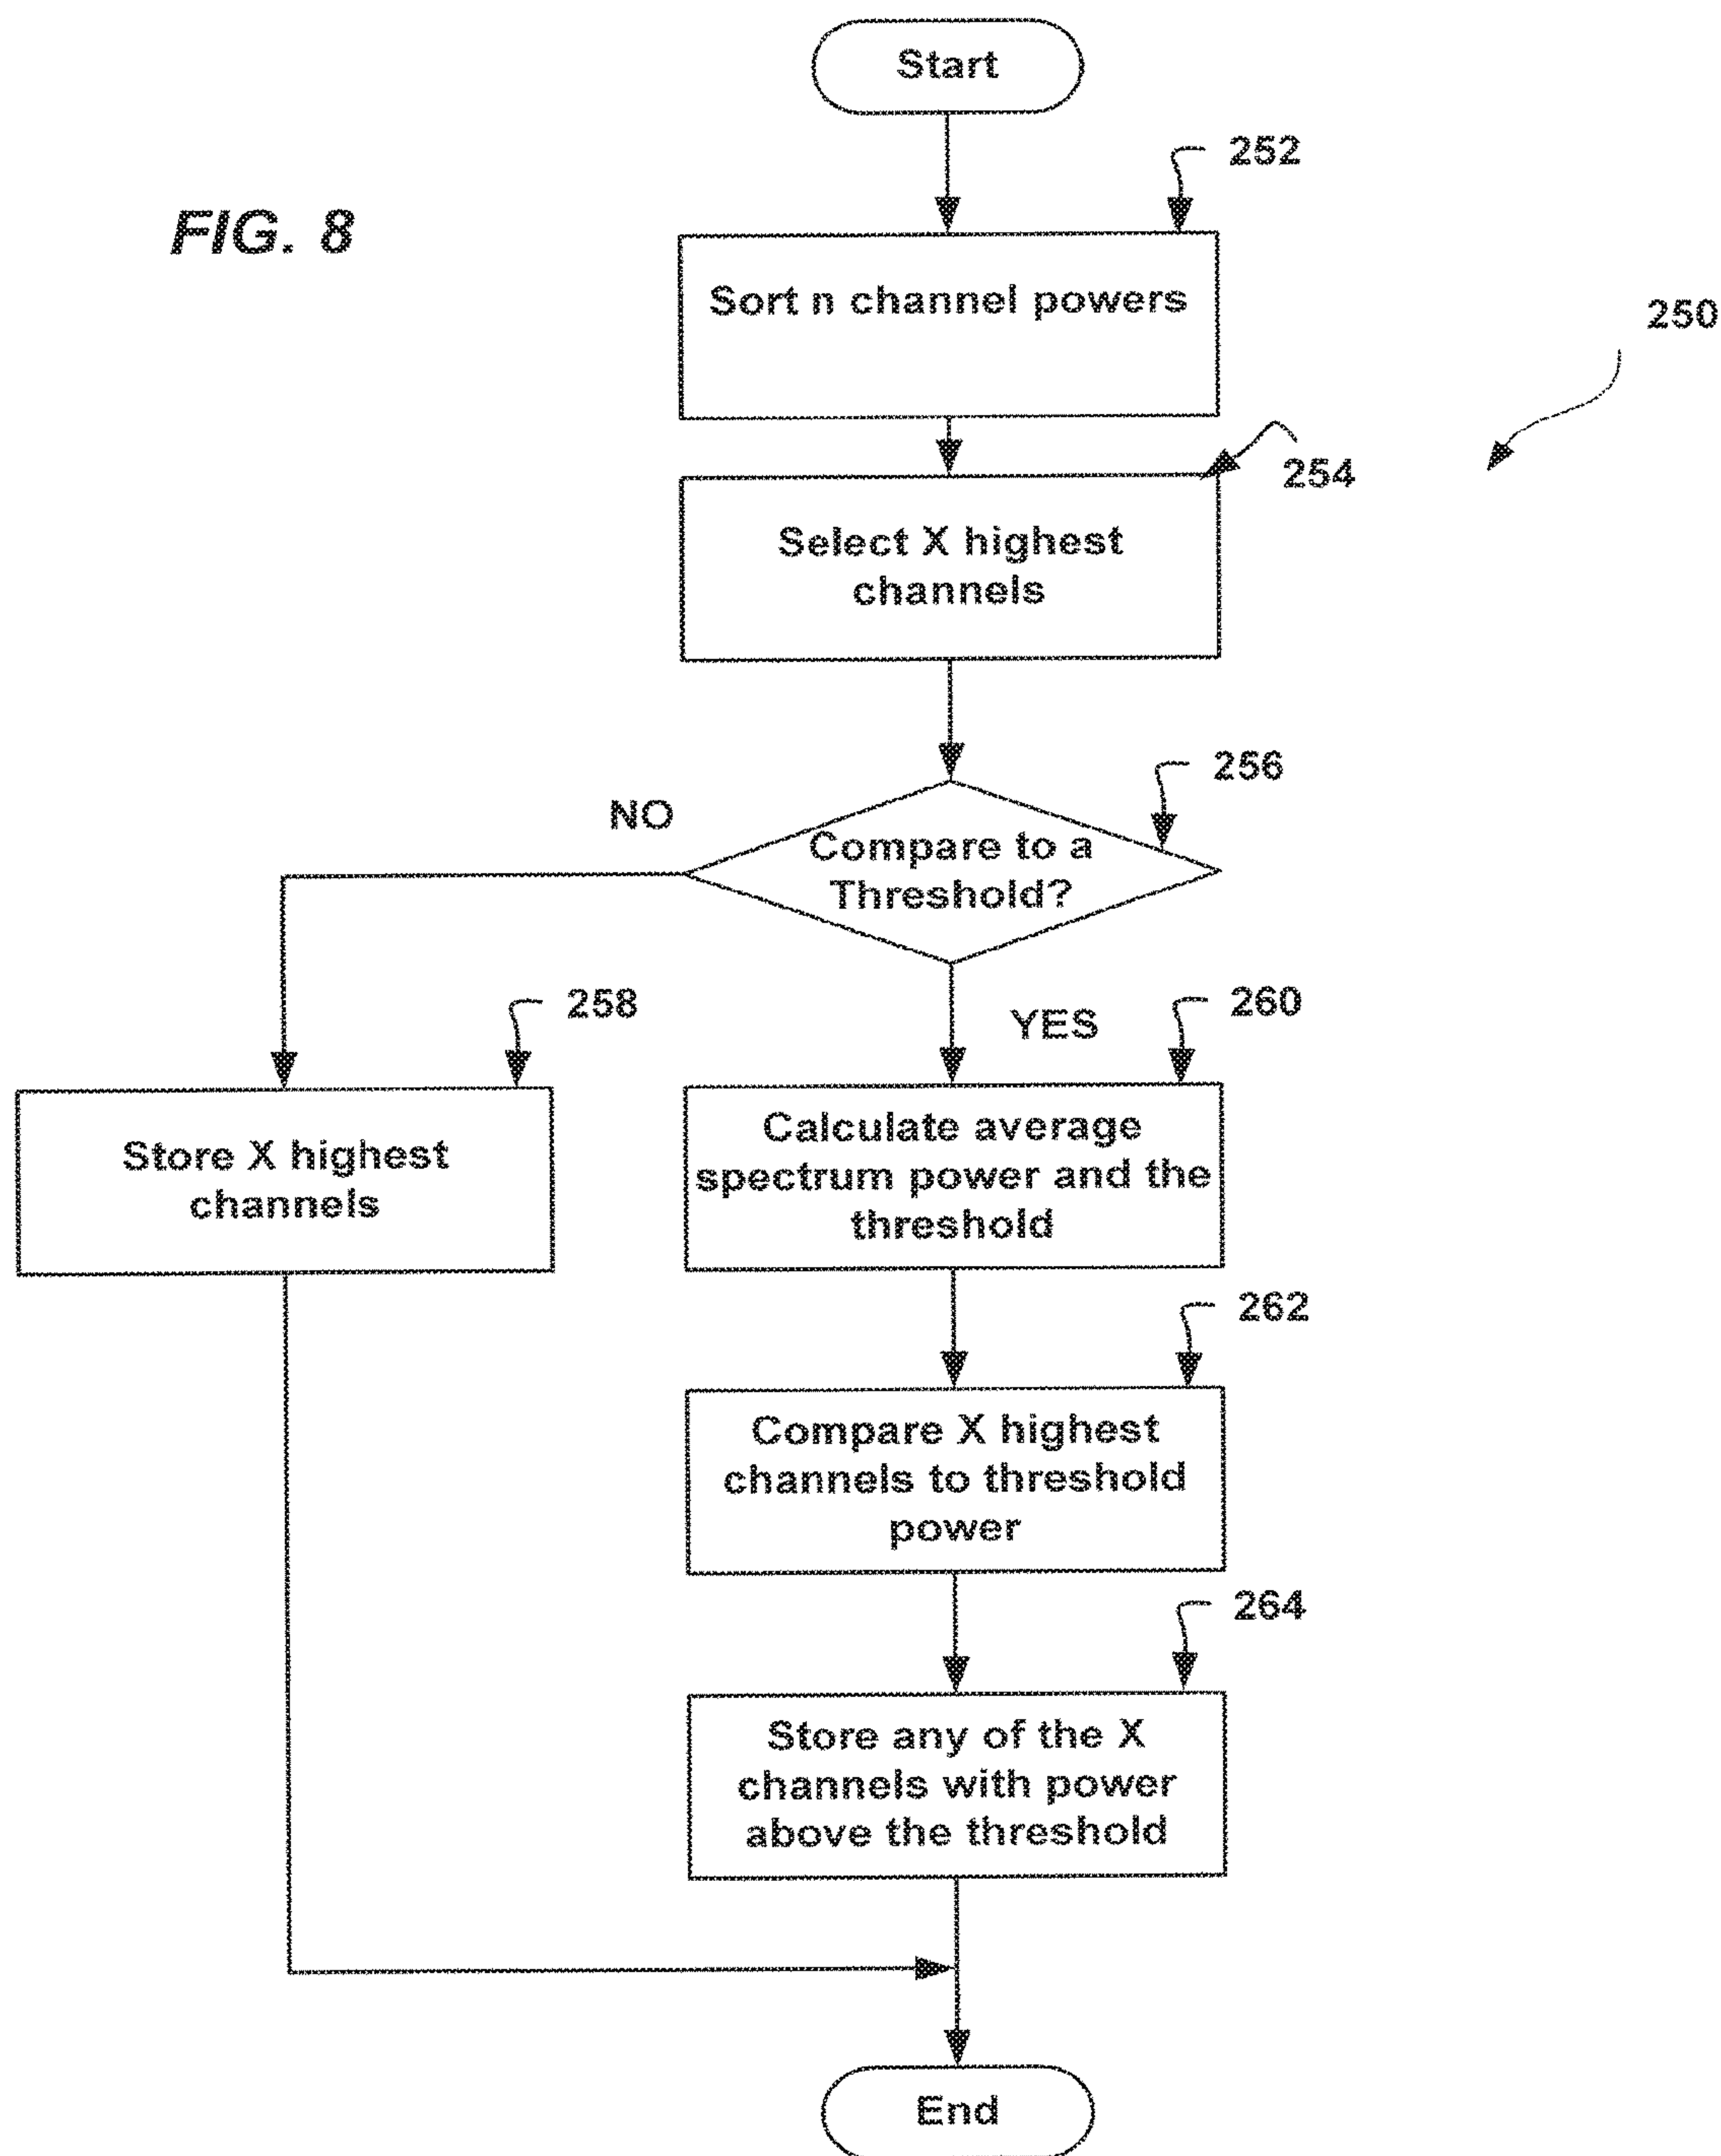 Start
252
FIG. 8
Sort n channel powers
250
254
Select X highest
channels
256
NO
Compare to a
Threshold?
258
YES
260
Store X highest
channels
Calculate average
spectrum power and the
threshold
262
Compare X highest
channels to threshold
power
264
Store any of the X
channels with power
above the threshold
End